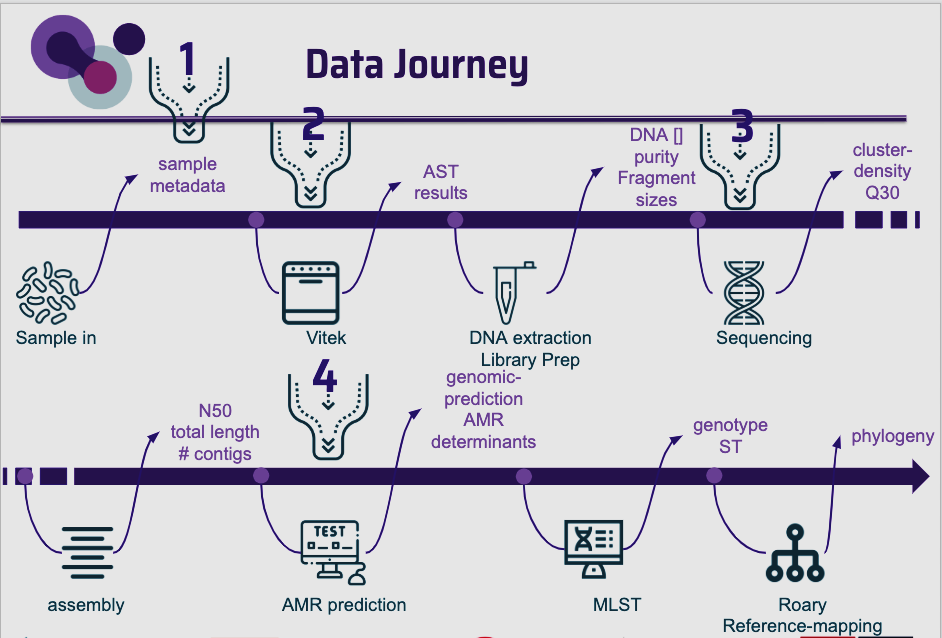 Data Journey
1
2
3
sample
metadata
AST
results
DNA []
purity
Fragment
sizes
cluster-
density
Q30
Sample in
Vitek
DNA extraction
Library Prep
Sequencing
4
N50
total length
# contigs
genomic-
prediction
AMR
determinants
genotype
ST
phylogeny
TEST
assembly
AMR prediction
MLST
Roary
Reference-mapping